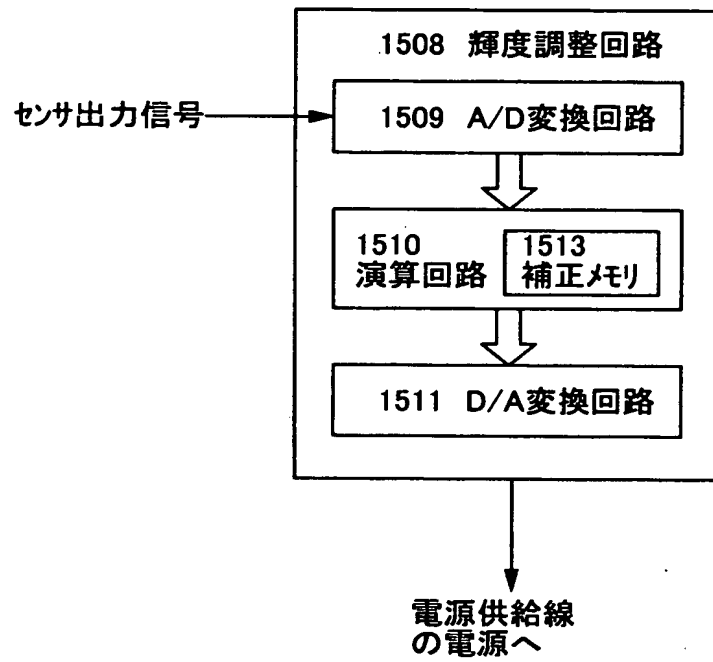 1508 輝度調整回路
センサ出力信号
1509 A/D変換回路
1510
演算回路
1513
補正メモリ
1511 D/A変換回路
電源供給線
の電源へ